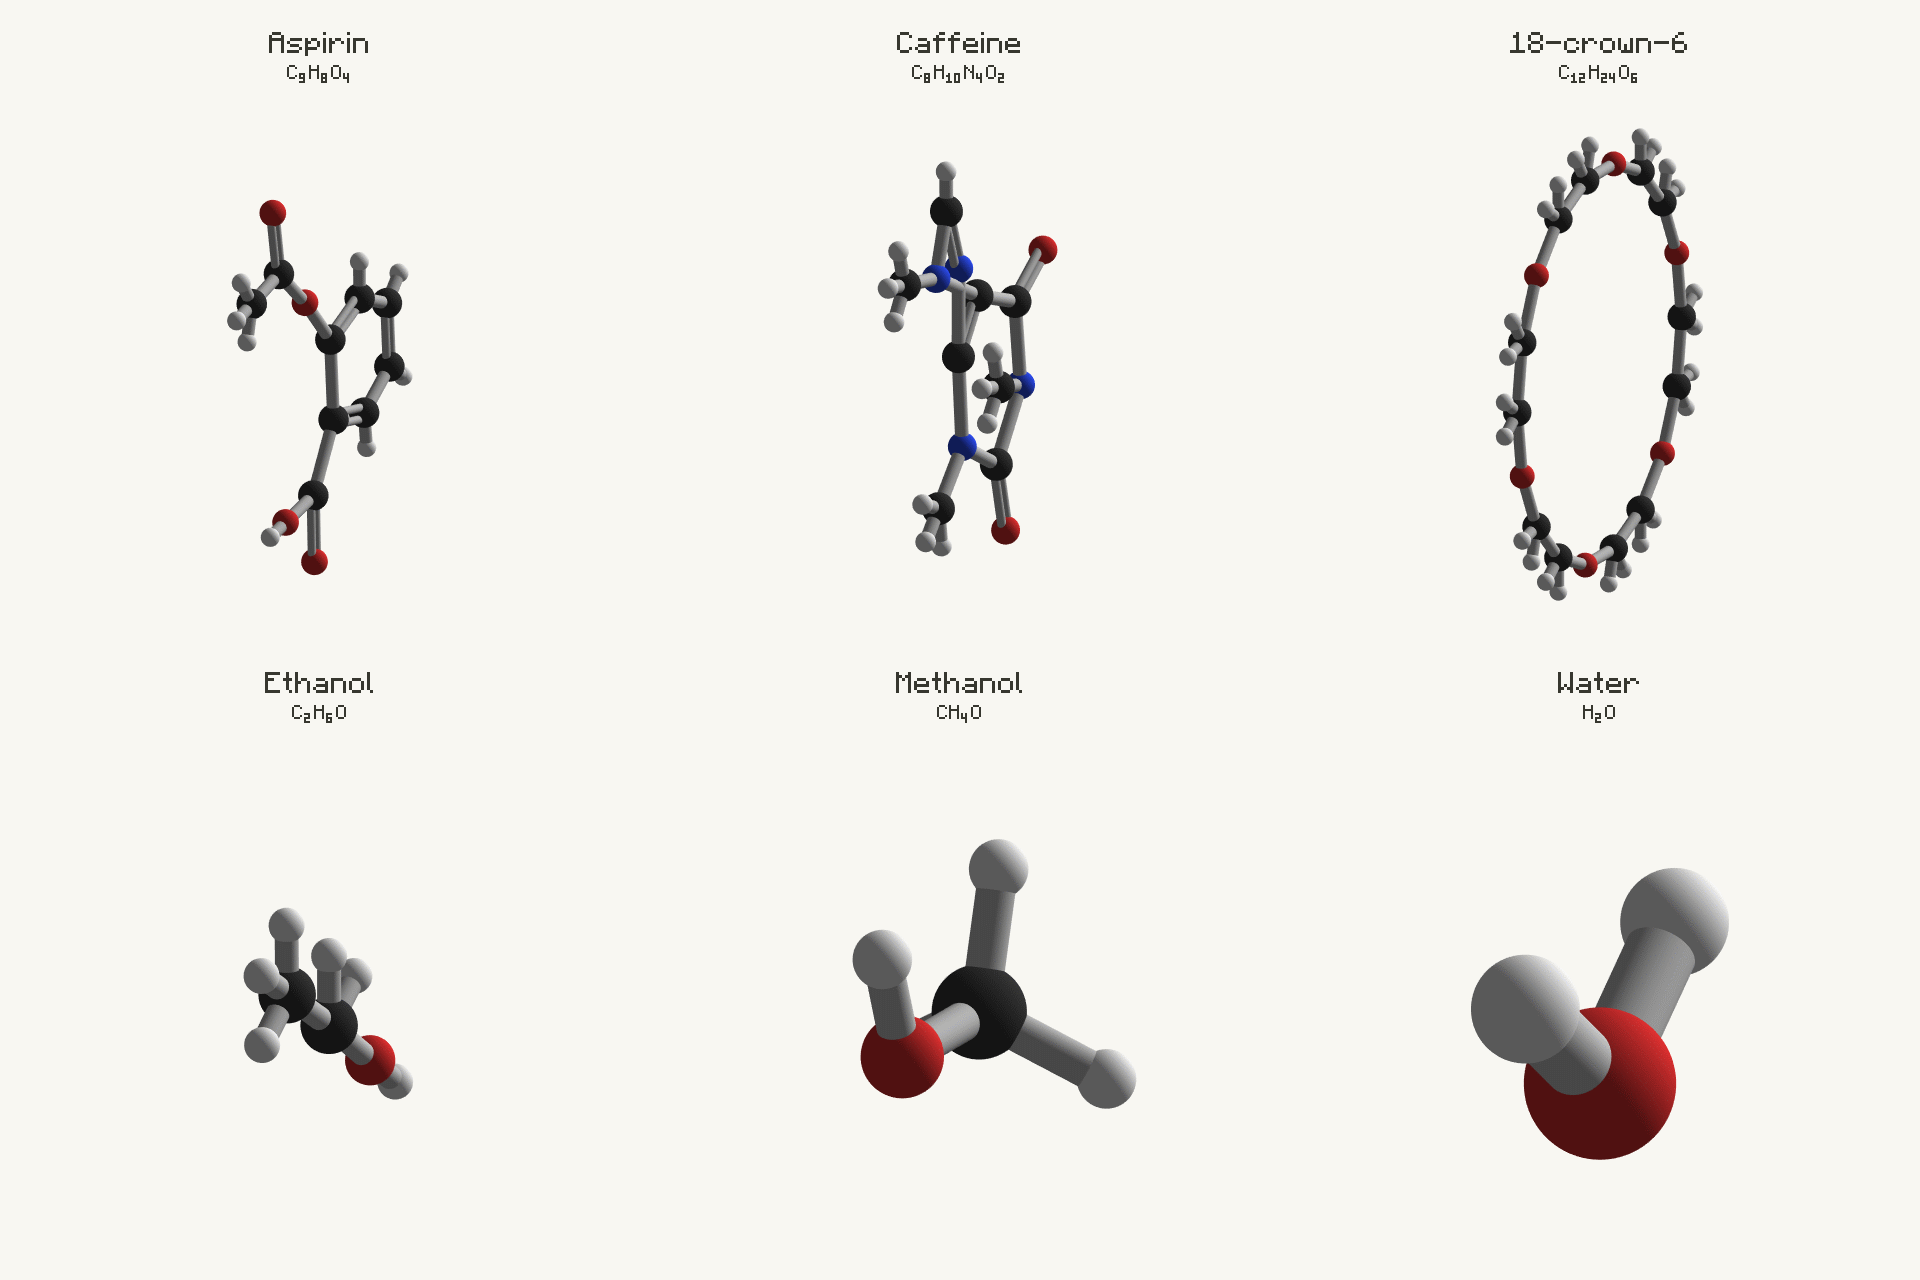 Aspirin
C₉H₈O₄
Caffeine
C₈H₁₀N₄O₂
18-crown-6
C₁₂H₂₄O₆
Ethanol
C₂H₆O
Methanol
CH₄O
Water
H₂O